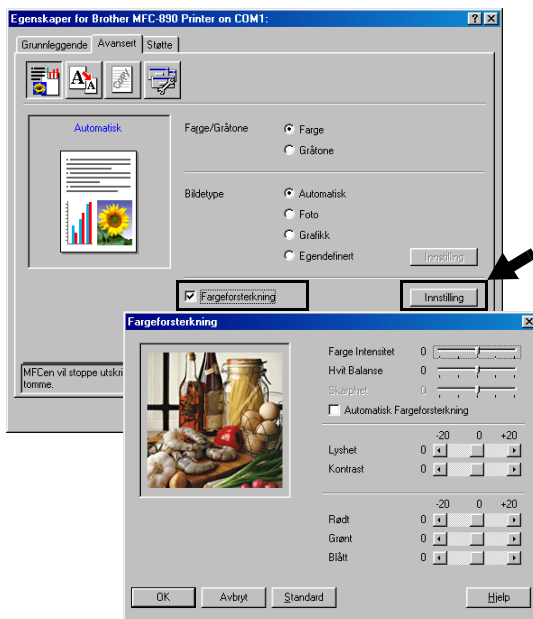 Egenskaper for Brother MFC-890 Printer on COM1:
Grunnleggende Avansert Støtte
Automatisk
Farge/Gråtone
Farge
Gråtone
Bildetype
Automatisk
Foto
Grafikk
Egendefinert Innstilling
Fargeforsterkning Innstilling
MFCen vil stoppe utskri
tomme.
Fargeforsterkning
Farge Intensitet 0
Hvit Balanse 0
Skarphet 0
Automatisk Fargeforsterkning
-20 0 +20
Lyshet 0
Kontrast 0
-20 0 +20
Rødt 0
Grønt 0
Blått 0
OK Avbryt Standard Hjelp